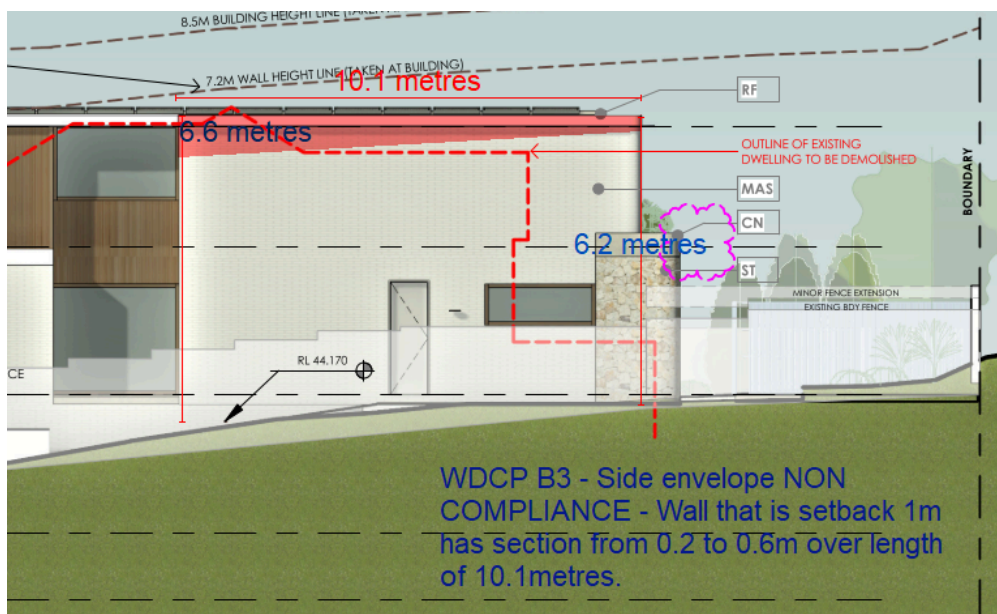 8.5M BUILDING HEIGHT LINE (TAKEN A
7.2M WALL HEIGHT LINE (TAKEN AT BUILDING)
10.1 metres
RF
6.6 metres
OUTLINE OF EXISTING
DWELLING TO BE DEMOLISHED
MAS
BOUNDARY
CN
6.2 metres
ST
MINOR FENCE EXTENSION
EXISTING BDY FENCE
RL 44.170
CE
WDCP B3 - Side envelope NON
COMPLIANCE - Wall that is setback 1m
has section from 0.2 to 0.6m over length
of 10.1metres.